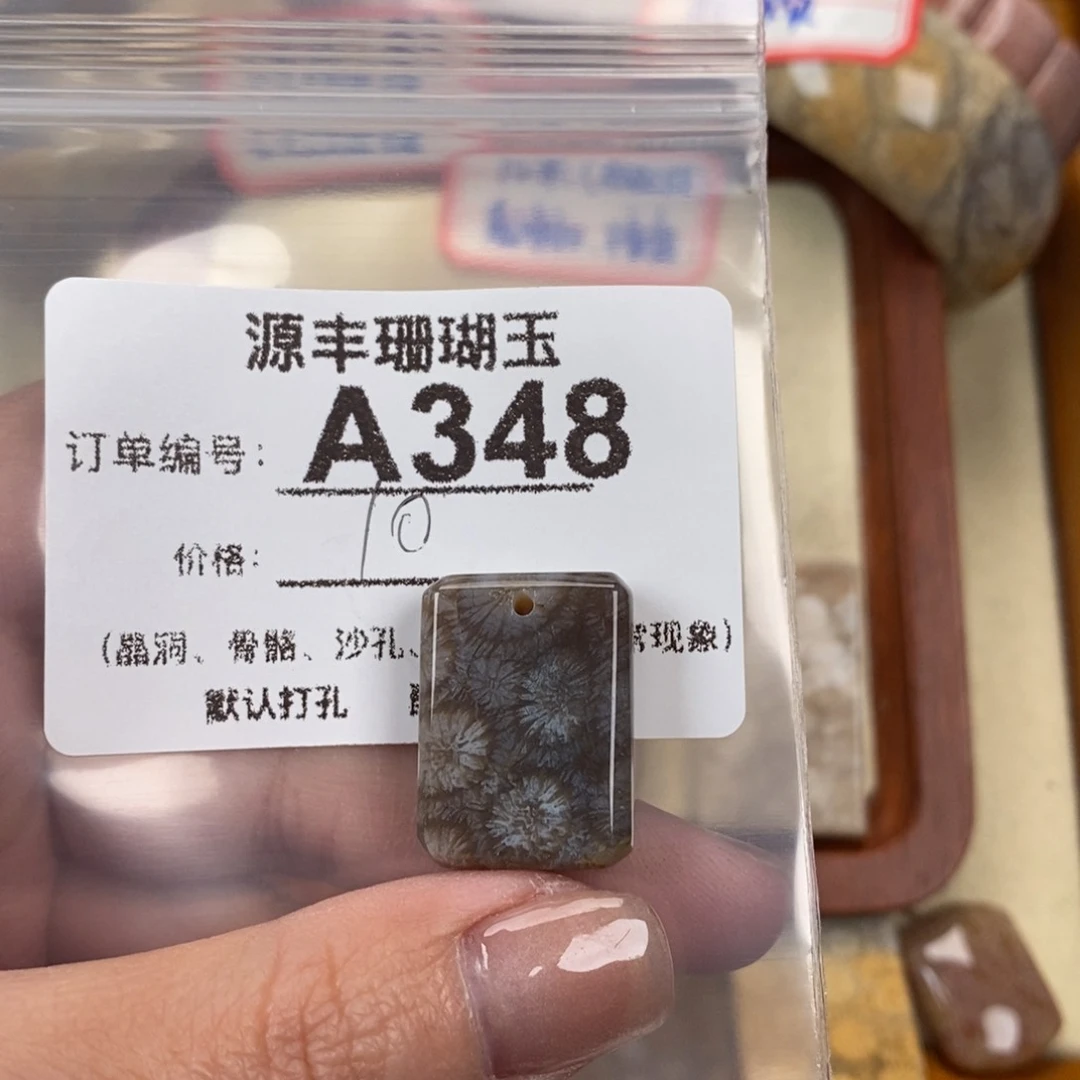 源丰珊瑚玉
订单编号: A348
价格: 10
(晶洞、骨骼、沙孔、 常现象)
默认打孔